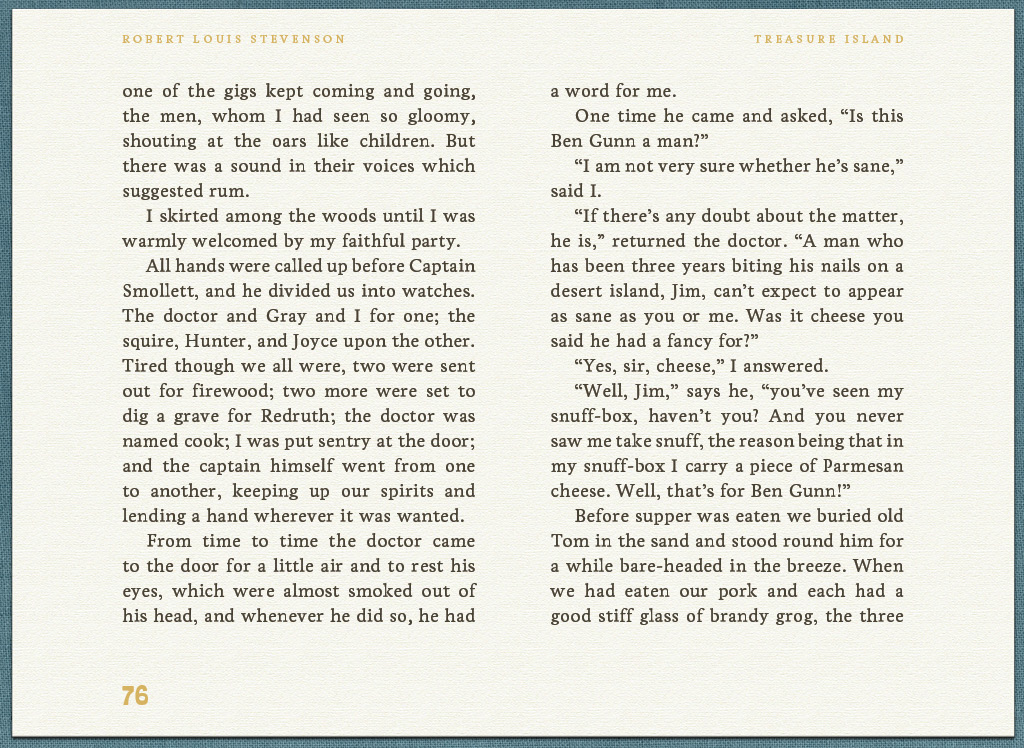 ROBERT LOUIS STEVENSON
TREASURE ISLAND
one of the gigs kept coming and going,
the men, whom I had seen so gloomy,
shouting at the oars like children. But
there was a sound in their voices which
suggested rum.
I skirted among the woods until I was
warmly welcomed by my faithful party.
All hands were called up before Captain
Smollett, and he divided us into watches.
The doctor and Gray and I for one; the
squire, Hunter, and Joyce upon the other.
Tired though we all were, two were sent
out for firewood; two more were set to
dig a grave for Redruth; the doctor was
named cook; I was put sentry at the door;
and the captain himself went from one
to another, keeping up our spirits and
lending a hand wherever it was wanted.
From time to time the doctor came
to the door for a little air and to rest his
eyes, which were almost smoked out of
his head, and whenever he did so, he had
a word for me.
One time he came and asked, “Is this
Ben Gunn a man?”
“I am not very sure whether he’s sane,”
said I.
“If there’s any doubt about the matter,
he is,” returned the doctor. “A man who
has been three years biting his nails on a
desert island, Jim, can’t expect to appear
as sane as you or me. Was it cheese you
said he had a fancy for?”
“Yes, sir, cheese,” I answered.
“Well, Jim,” says he, “you’ve seen my
snuff-box, haven’t you? And you never
saw me take snuff, the reason being that in
my snuff-box I carry a piece of Parmesan
cheese. Well, that’s for Ben Gunn!”
Before supper was eaten we buried old
Tom in the sand and stood round him for
a while bare-headed in the breeze. When
we had eaten our pork and each had a
good stiff glass of brandy grog, the three
76